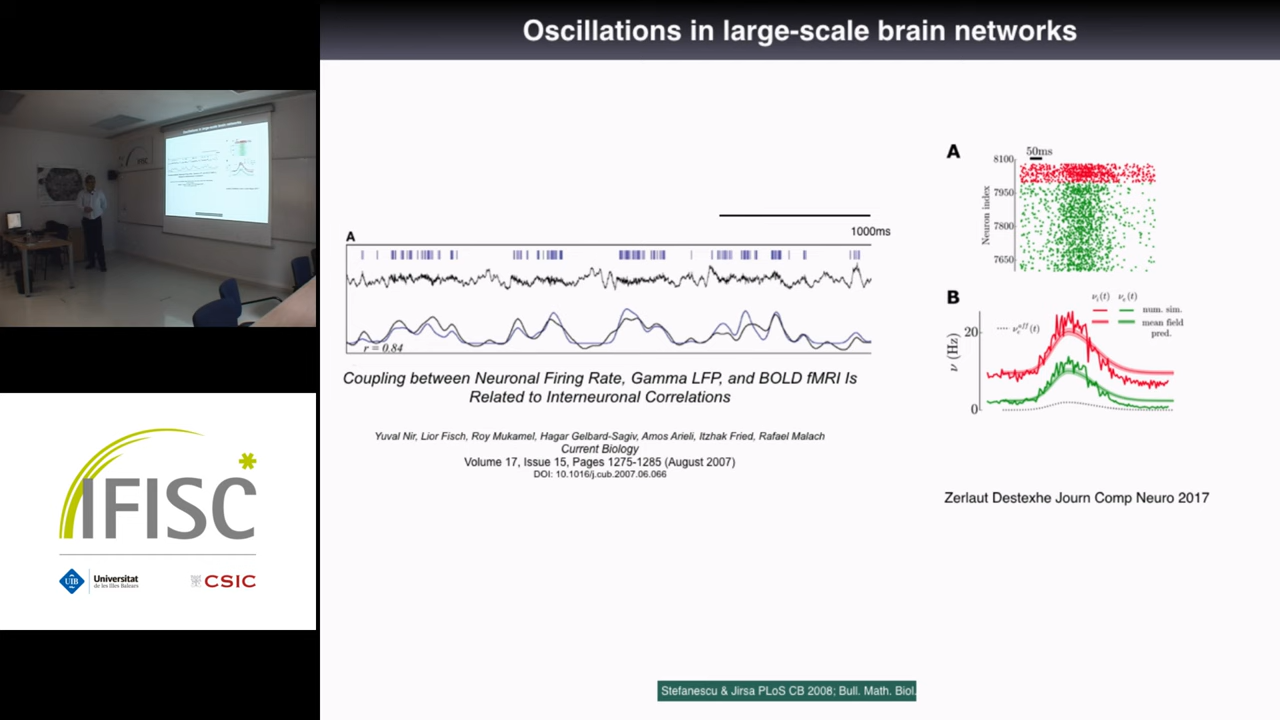 Oscillations in large-scale brain networks
A
1000ms
r = 0.84
Coupling between Neuronal Firing Rate, Gamma LFP, and BOLD fMRI Is
Related to Interneuronal Correlations
Yuval Nir, Lior Fisch, Roy Mukamel, Hagar Gelbard-Sagiv, Amos Arieli, Itzhak Fried, Rafael Malach
Current Biology
Volume 17, Issue 15, Pages 1275-1285 (August 2007)
DOI: 10.1016/j.cub.2007.06.066
A
50ms
8100
7950
7800
7650
Neuron index
B
νᵢ(t) νₑ(t)
num. sim.
mean field
pred.
νₑᵃᶠᶠ(t)
20
0
ν (Hz)
Zerlaut Destexhe Journ Comp Neuro 2017
Stefanescu & Jirsa PLoS CB 2008; Bull. Math. Biol.
IFISC
UIB
Universitat
de les Illes Balears
CSIC